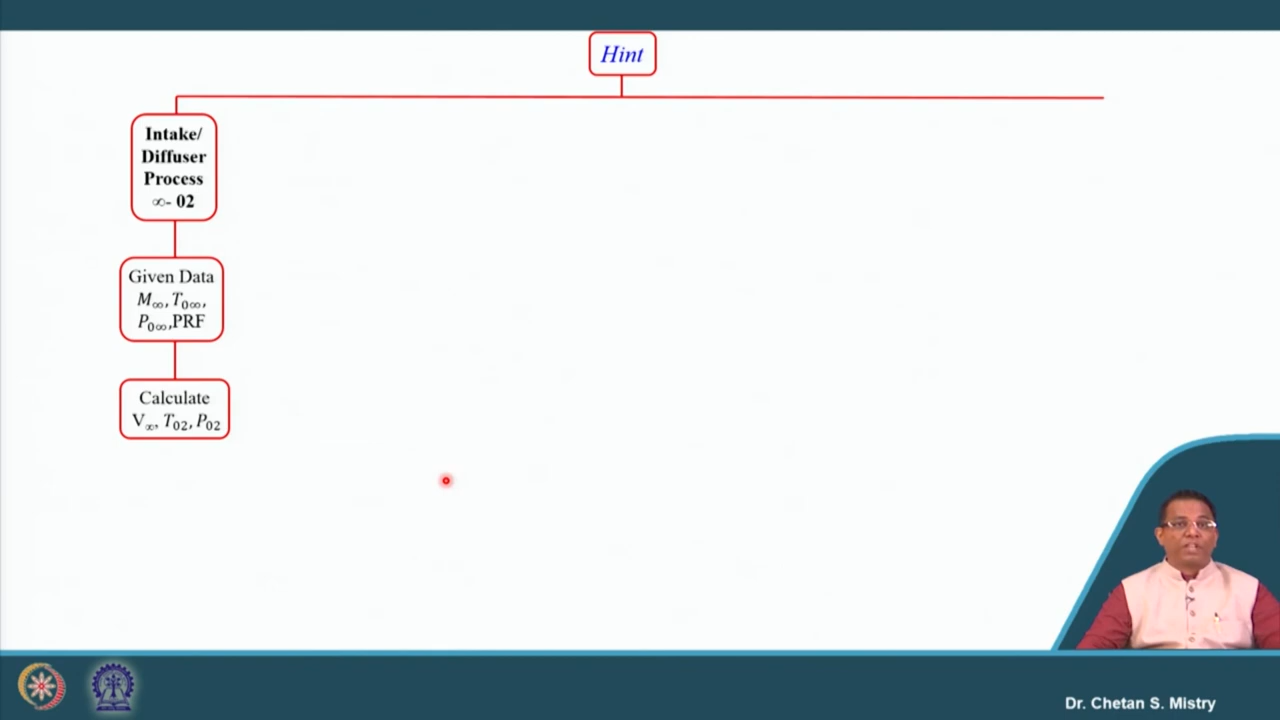 Hint
Intake/
Diffuser
Process
∞- 02
Given Data
M∞, T0∞,
P0∞,PRF
Calculate
V∞, T02, P02
Dr. Chetan S. Mistry